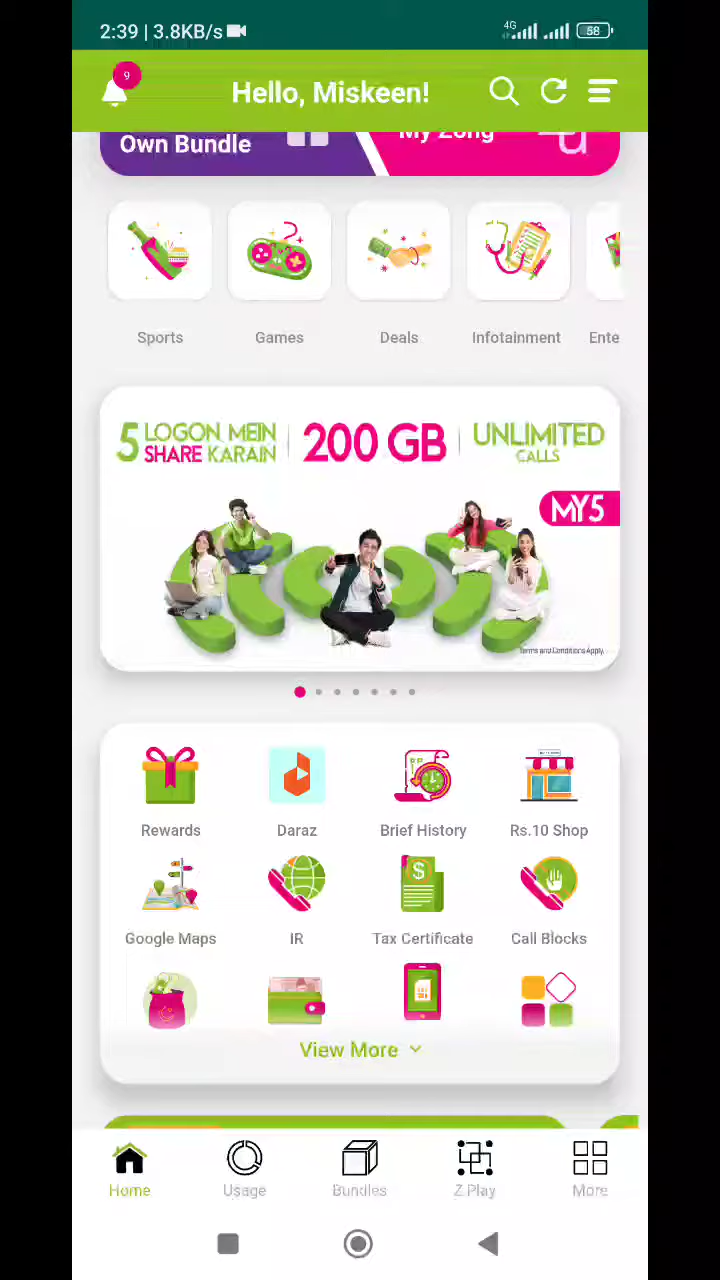 2:39 | 3.8KB/s
4G
58
9
Hello, Miskeen!
Own Bundle
My Zong
Sports
Games
Deals
Infotainment
Ente
5 LOGON MEIN SHARE KARAIN
200 GB
UNLIMITED CALLS
MY5
Terms and Conditions Apply.
Rewards
Daraz
Brief History
Rs.10 Shop
Google Maps
IR
Tax Certificate
Call Blocks
View More
Home
Usage
Bundles
Z Play
More